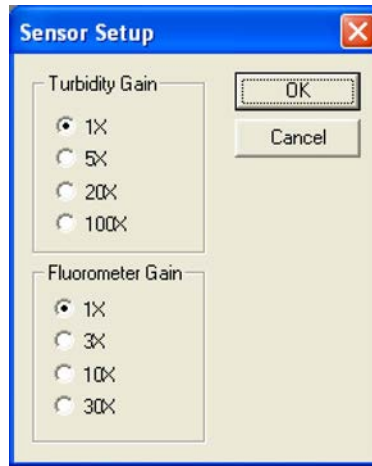 Sensor Setup
Turbidity Gain
1X
5X
20X
100X
OK
Cancel
Fluorometer Gain
1X
3X
10X
30X